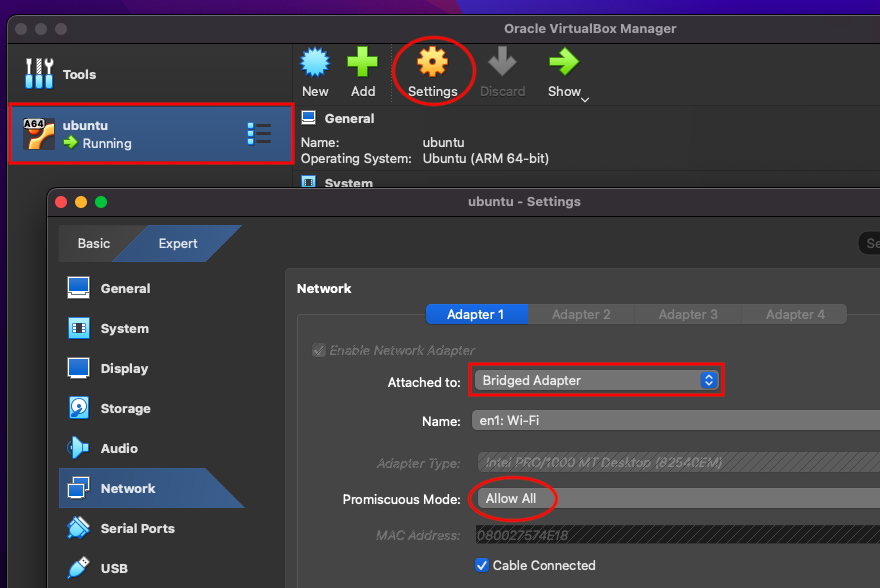 Oracle VirtualBox Manager
Tools
New
Add
Settings
Discard
Show
A64
ubuntu
Running
General
Name: ubuntu
Operating System: Ubuntu (ARM 64-bit)
System
ubuntu - Settings
Basic
Expert
Se
General
System
Display
Storage
Audio
Network
Serial Ports
USB
Network
Adapter 1
Adapter 2
Adapter 3
Adapter 4
Enable Network Adapter
Attached to: Bridged Adapter
Name: en1: Wi-Fi
Adapter Type: Intel PRO/1000 MT Desktop (82540EM)
Promiscuous Mode: Allow All
MAC Address: 080027574E18
Cable Connected